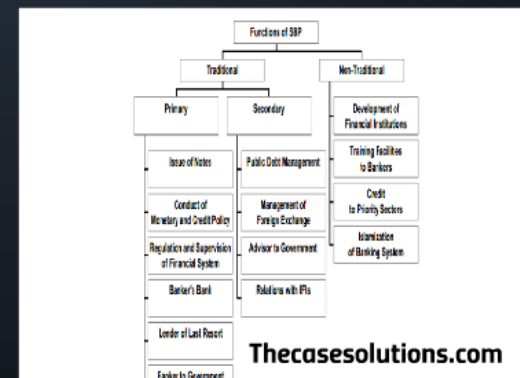 Functions of SBP
Traditional
Non-Traditional
Primary
Secondary
Development of
Financial Institutions
Training Facilities
to Bankers
Credit
to Priority Sectors
Islamization
of Banking System
Issue of Notes
Conduct of
Monetary and Credit Policy
Regulation and Supervision
of Financial System
Banker's Bank
Lender of Last Resort
Banker to Government
Public Debt Management
Management of
Foreign Exchange
Advisor to Government
Relations with IFIs
Thecasesolutions.com